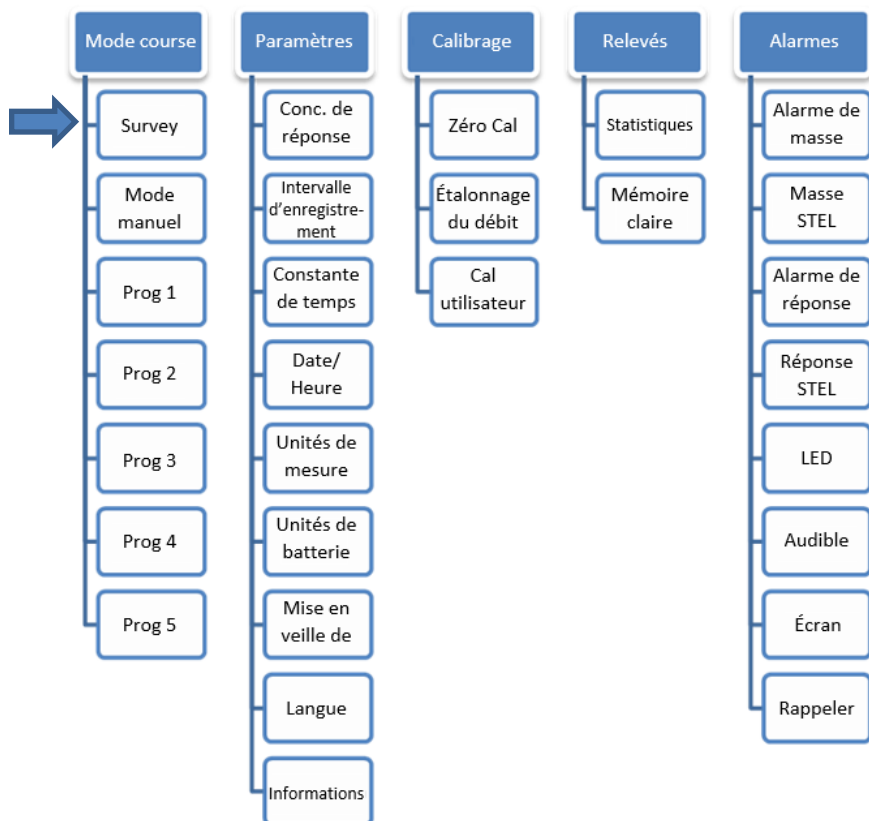 Mode course
Survey
Mode
manuel
Prog 1
Prog 2
Prog 3
Prog 4
Prog 5
Paramètres
Conc. de
réponse
Intervalle
d'enregistre-
ment
Constante
de temps
Date/
Heure
Unités de
mesure
Unités de
batterie
Mise en
veille de
Langue
Informations
Calibrage
Zéro Cal
Étalonnage
du débit
Cal
utilisateur
Relevés
Statistiques
Mémoire
claire
Alarmes
Alarme de
masse
Masse
STEL
Alarme de
réponse
Réponse
STEL
LED
Audible
Écran
Rappeler